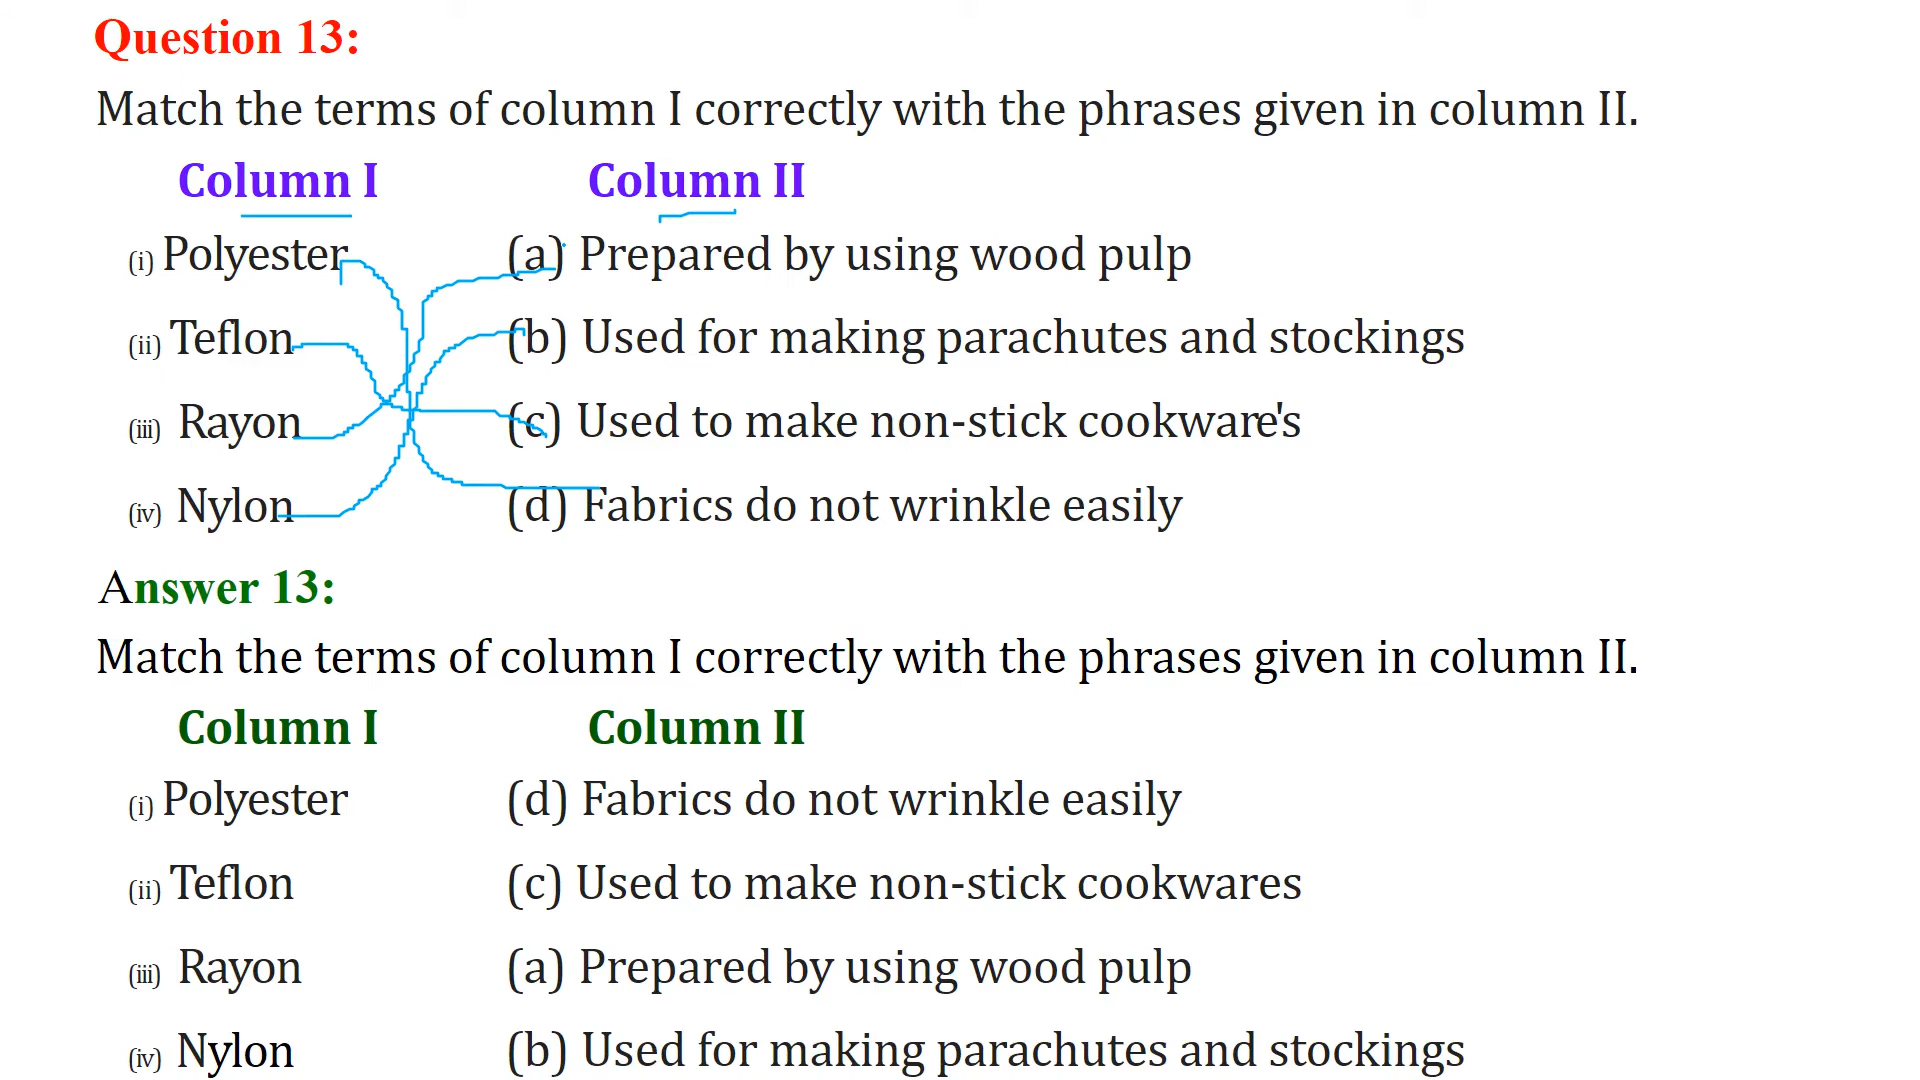 Question 13:
Match the terms of column I correctly with the phrases given in column II.
Column I Column II
(i) Polyester (a) Prepared by using wood pulp
(ii) Teflon (b) Used for making parachutes and stockings
(iii) Rayon (c) Used to make non-stick cookware's
(iv) Nylon (d) Fabrics do not wrinkle easily
Answer 13:
Match the terms of column I correctly with the phrases given in column II.
Column I Column II
(i) Polyester (d) Fabrics do not wrinkle easily
(ii) Teflon (c) Used to make non-stick cookwares
(iii) Rayon (a) Prepared by using wood pulp
(iv) Nylon (b) Used for making parachutes and stockings